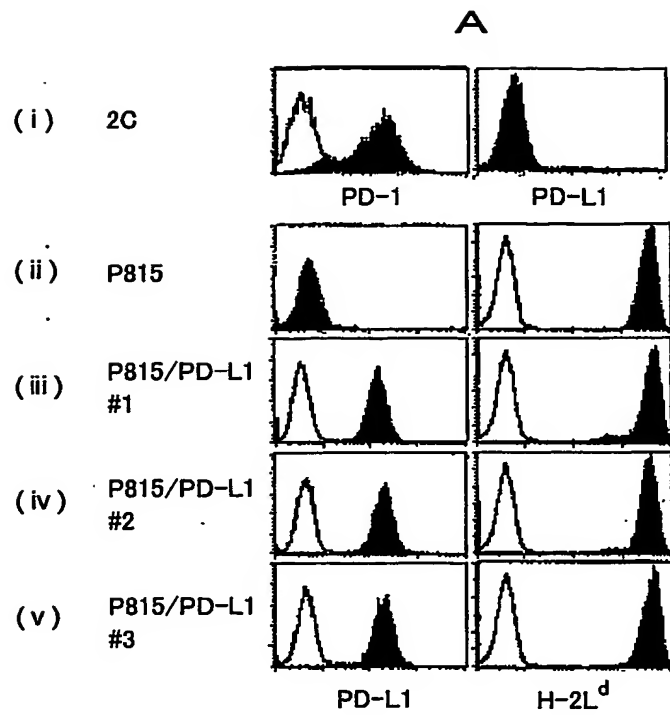 A
(i) 2C
PD-1 PD-L1
(ii) P815
(iii) P815/PD-L1
#1
(iv) P815/PD-L1
#2
(v) P815/PD-L1
#3
PD-L1 H-2Lᵈ